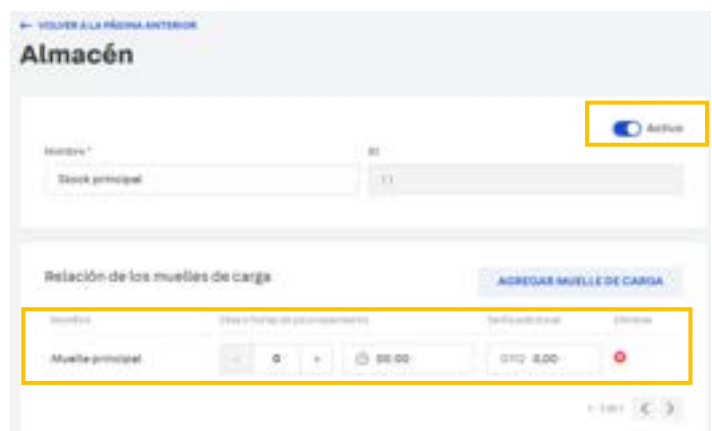 ← VOLVER A LA PÁGINA ANTERIOR
Almacén
Activo
Nombre * ID
Stock principal
Relación de los muelles de carga AGREGAR MUELLE DE CARGA
Nombre Días y horas de procesamiento Tarifa adicional Eliminar
Muelle principal - 0 + 00:00 GTQ 0,00